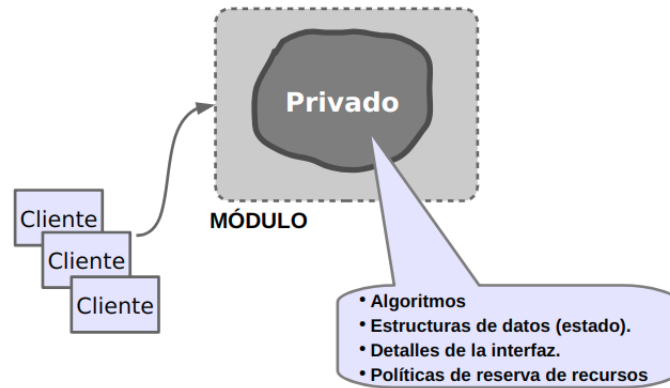 Privado
MÓDULO
Cliente
Cliente
Cliente
• Algoritmos
• Estructuras de datos (estado).
• Detalles de la interfaz.
• Políticas de reserva de recursos